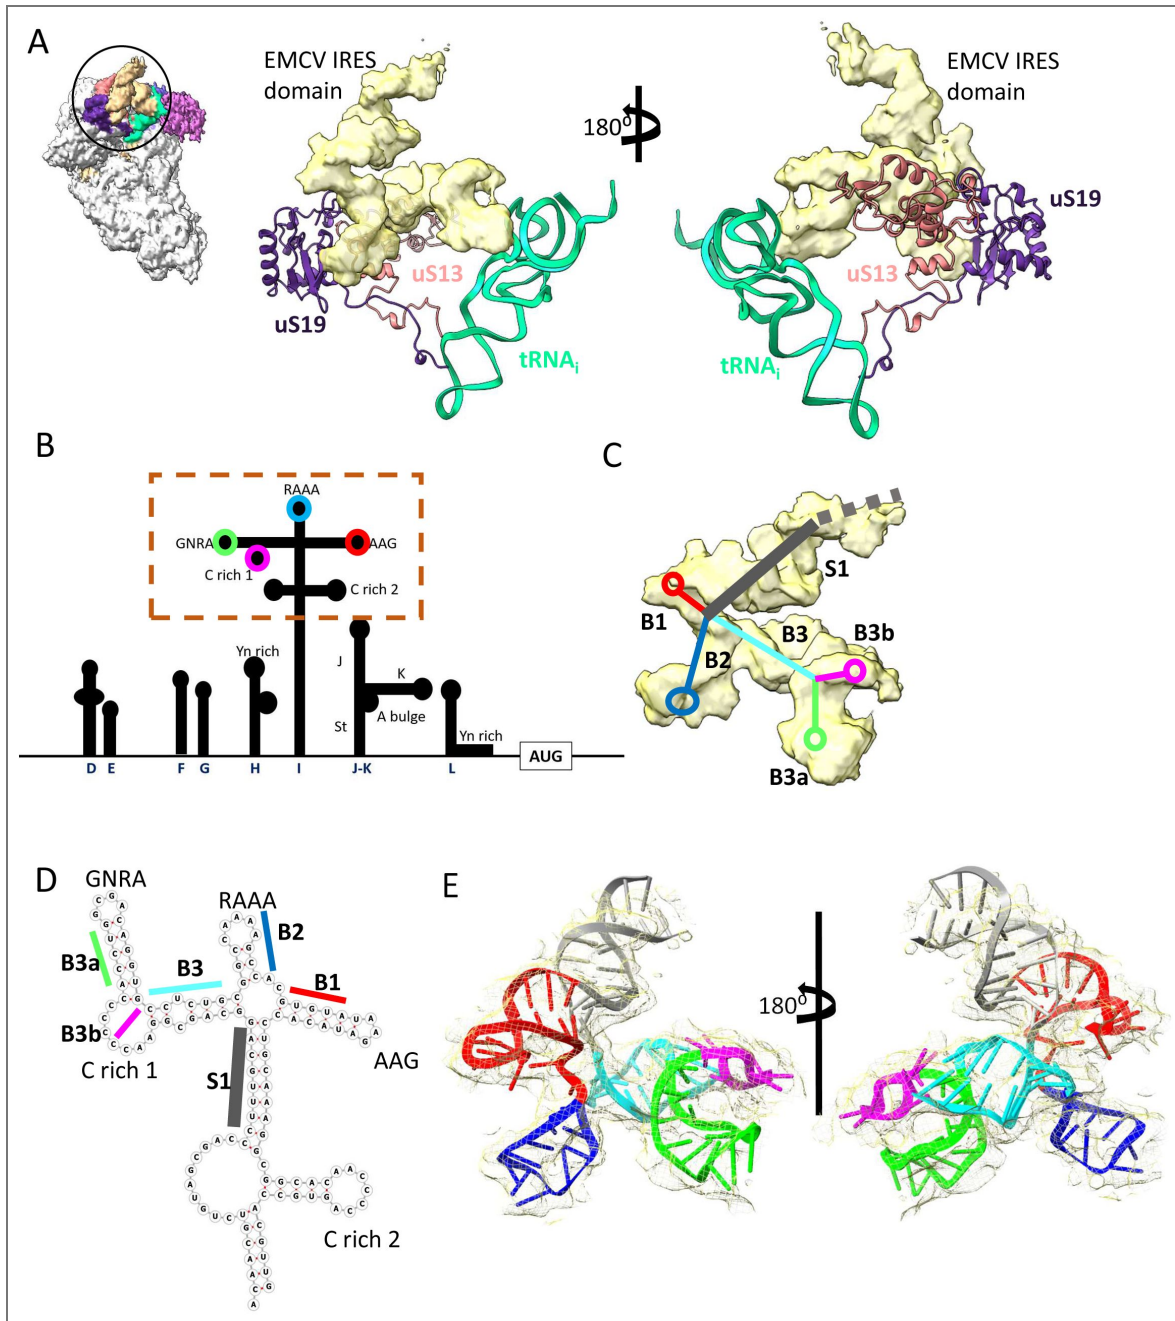 A
EMCV IRES
domain
180⁰
EMCV IRES
domain
uS19
uS13
uS19
tRNAi
uS13
tRNAi
B
RAAA
GNRA
AAG
C rich 1
C rich 2
Yn rich
J
K
A bulge
St
Yn rich
AUG
D
E
F
G
H
I
J-K
L
C
S1
B1
B2
B3
B3b
B3a
D
GNRA
RAAA
B2
B3a
B3
B1
B3b
C rich 1
AAG
S1
C rich 2
E
180⁰